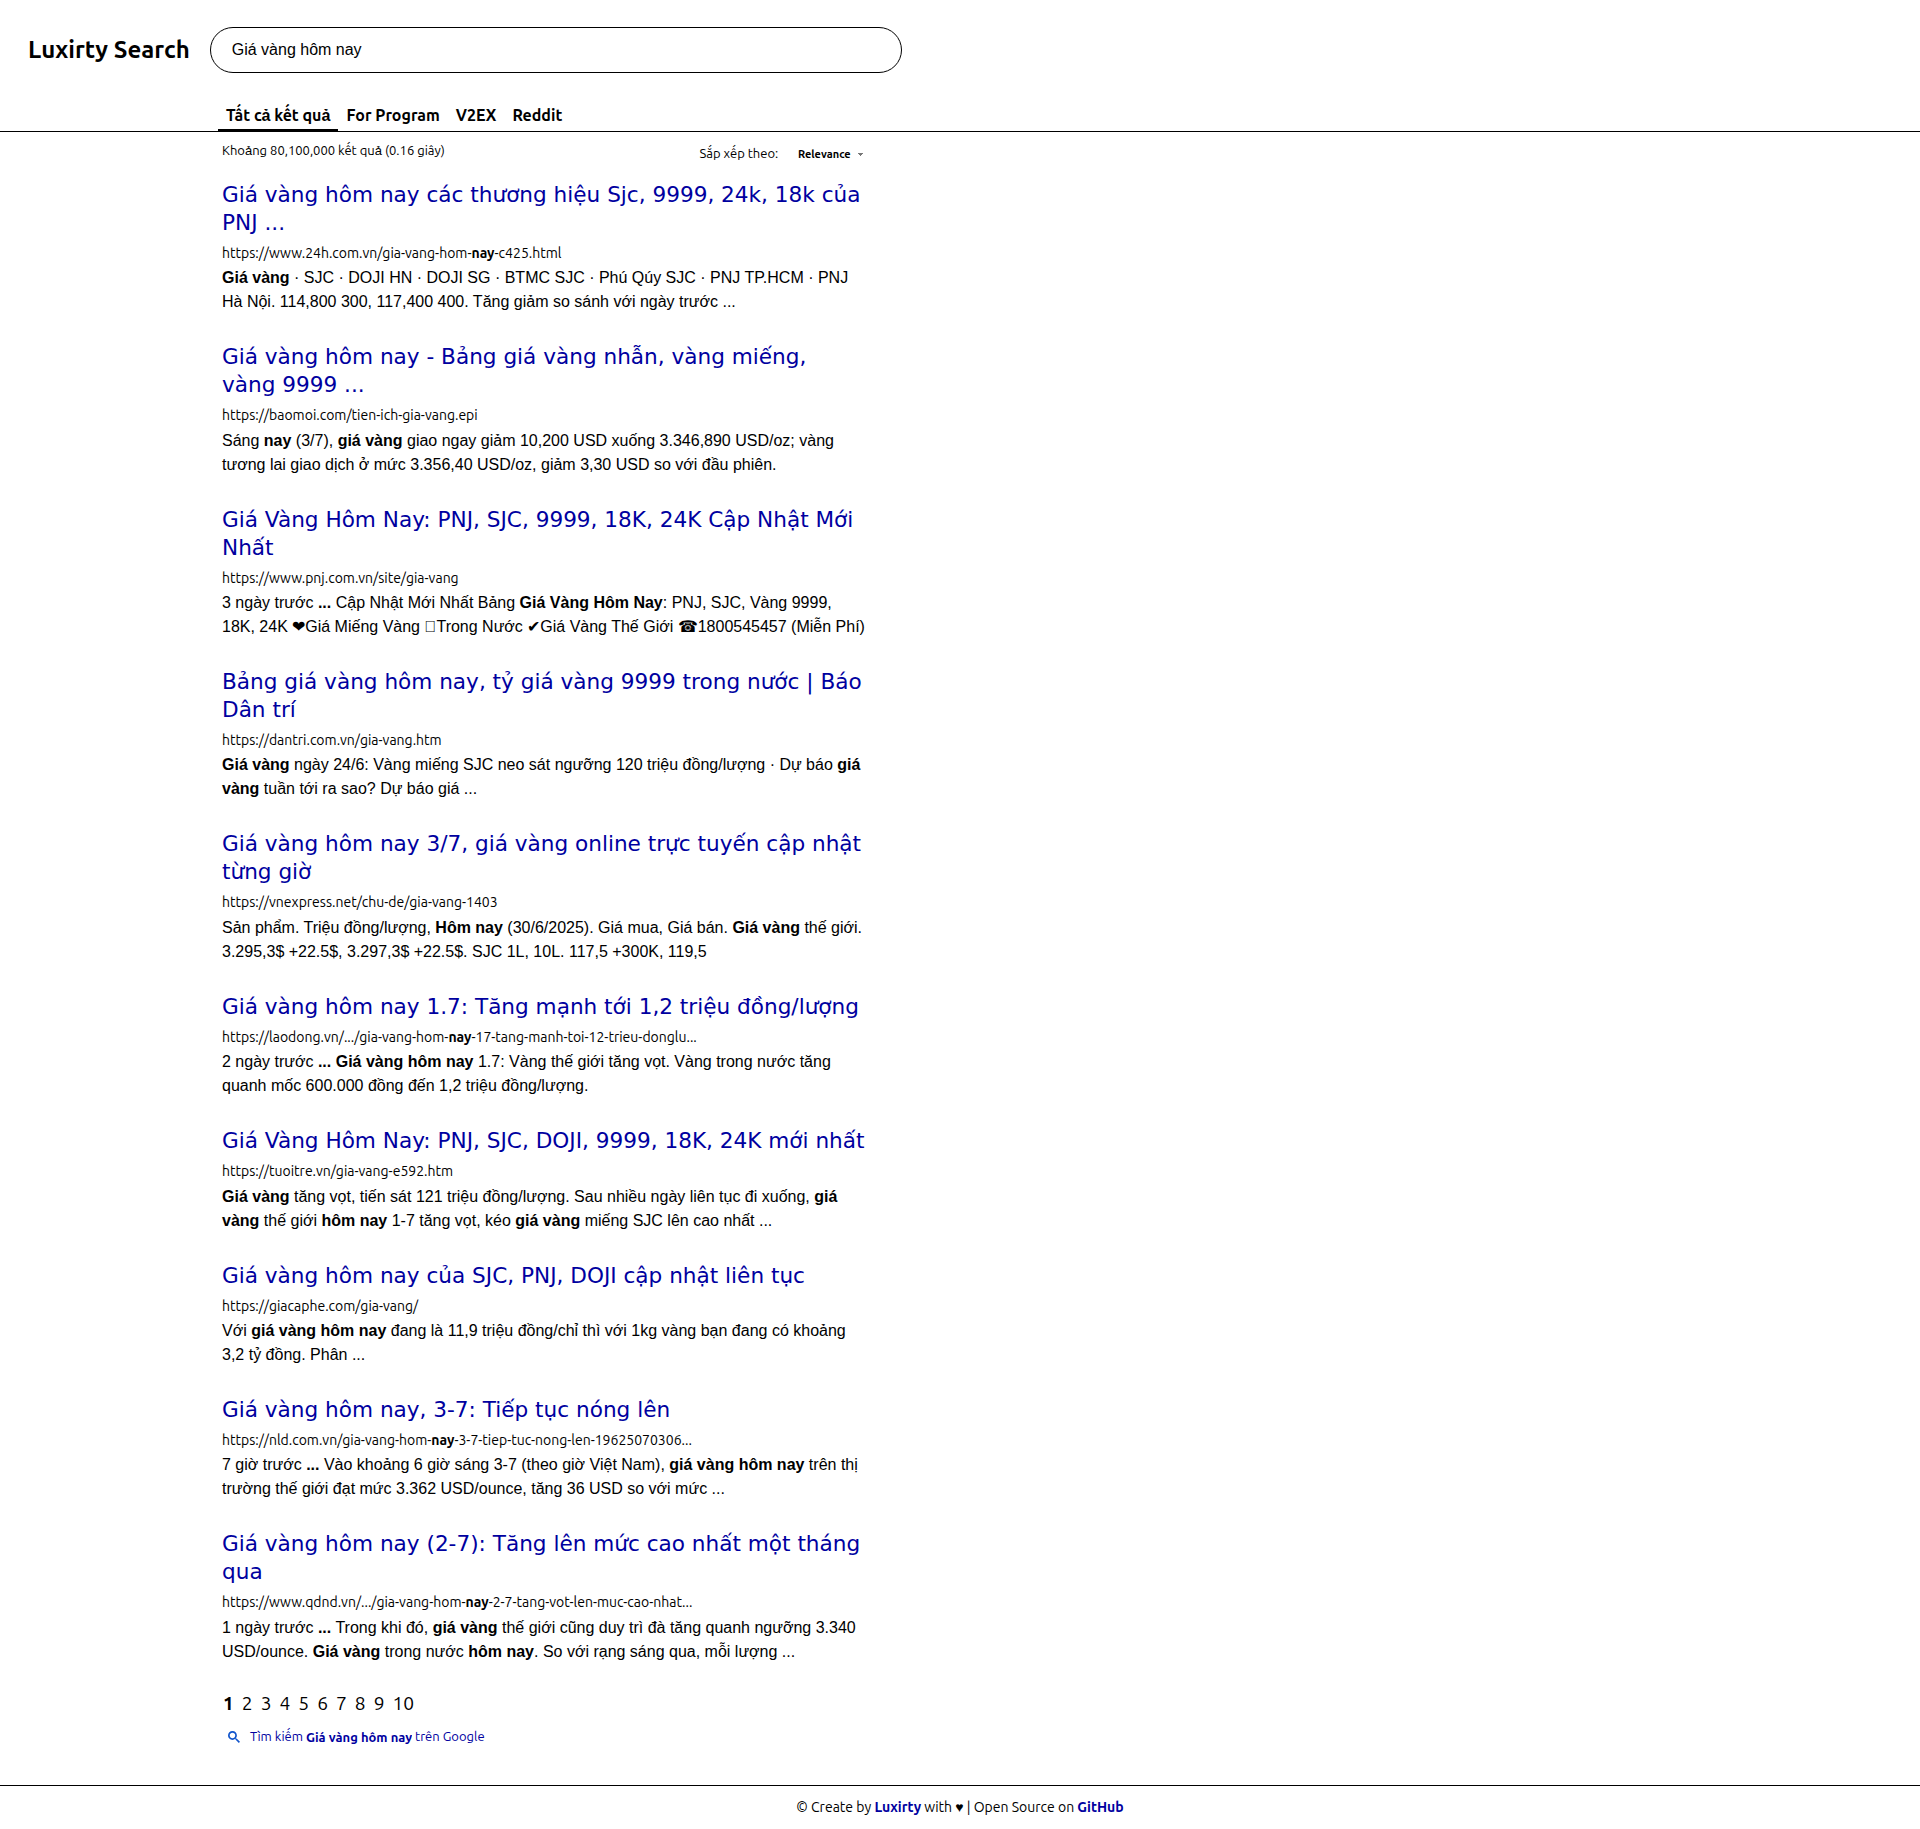 Luxirty Search
Giá vàng hôm nay
Tất cả kết quả For Program V2EX Reddit
Khoảng 80,100,000 kết quả (0.16 giây)
Sắp xếp theo: Relevance
Giá vàng hôm nay các thương hiệu Sjc, 9999, 24k, 18k của
PNJ ...
https://www.24h.com.vn/gia-vang-hom-nay-c425.html
Giá vàng · SJC · DOJI HN · DOJI SG · BTMC SJC · Phú Qúy SJC · PNJ TP.HCM · PNJ
Hà Nội. 114,800 300, 117,400 400. Tăng giảm so sánh với ngày trước ...
Giá vàng hôm nay - Bảng giá vàng nhẫn, vàng miếng,
vàng 9999 ...
https://baomoi.com/tien-ich-gia-vang.epi
Sáng nay (3/7), giá vàng giao ngay giảm 10,200 USD xuống 3.346,890 USD/oz; vàng
tương lai giao dịch ở mức 3.356,40 USD/oz, giảm 3,30 USD so với đầu phiên.
Giá Vàng Hôm Nay: PNJ, SJC, 9999, 18K, 24K Cập Nhật Mới
Nhất
https://www.pnj.com.vn/site/gia-vang
3 ngày trước ... Cập Nhật Mới Nhất Bảng Giá Vàng Hôm Nay: PNJ, SJC, Vàng 9999,
18K, 24K ❤Giá Miếng Vàng Trong Nước ✔Giá Vàng Thế Giới ☎1800545457 (Miễn Phí)
Bảng giá vàng hôm nay, tỷ giá vàng 9999 trong nước | Báo
Dân trí
https://dantri.com.vn/gia-vang.htm
Giá vàng ngày 24/6: Vàng miếng SJC neo sát ngưỡng 120 triệu đồng/lượng · Dự báo giá
vàng tuần tới ra sao? Dự báo giá ...
Giá vàng hôm nay 3/7, giá vàng online trực tuyến cập nhật
từng giờ
https://vnexpress.net/chu-de/gia-vang-1403
Sản phẩm. Triệu đồng/lượng, Hôm nay (30/6/2025). Giá mua, Giá bán. Giá vàng thế giới.
3.295,3$ +22.5$, 3.297,3$ +22.5$. SJC 1L, 10L. 117,5 +300K, 119,5
Giá vàng hôm nay 1.7: Tăng mạnh tới 1,2 triệu đồng/lượng
https://laodong.vn/.../gia-vang-hom-nay-17-tang-manh-toi-12-trieu-donglu...
2 ngày trước ... Giá vàng hôm nay 1.7: Vàng thế giới tăng vọt. Vàng trong nước tăng
quanh mốc 600.000 đồng đến 1,2 triệu đồng/lượng.
Giá Vàng Hôm Nay: PNJ, SJC, DOJI, 9999, 18K, 24K mới nhất
https://tuoitre.vn/gia-vang-e592.htm
Giá vàng tăng vọt, tiến sát 121 triệu đồng/lượng. Sau nhiều ngày liên tục đi xuống, giá
vàng thế giới hôm nay 1-7 tăng vọt, kéo giá vàng miếng SJC lên cao nhất ...
Giá vàng hôm nay của SJC, PNJ, DOJI cập nhật liên tục
https://giacaphe.com/gia-vang/
Với giá vàng hôm nay đang là 11,9 triệu đồng/chỉ thì với 1kg vàng bạn đang có khoảng
3,2 tỷ đồng. Phân ...
Giá vàng hôm nay, 3-7: Tiếp tục nóng lên
https://nld.com.vn/gia-vang-hom-nay-3-7-tiep-tuc-nong-len-19625070306...
7 giờ trước ... Vào khoảng 6 giờ sáng 3-7 (theo giờ Việt Nam), giá vàng hôm nay trên thị
trường thế giới đạt mức 3.362 USD/ounce, tăng 36 USD so với mức ...
Giá vàng hôm nay (2-7): Tăng lên mức cao nhất một tháng
qua
https://www.qdnd.vn/.../gia-vang-hom-nay-2-7-tang-vot-len-muc-cao-nhat...
1 ngày trước ... Trong khi đó, giá vàng thế giới cũng duy trì đà tăng quanh ngưỡng 3.340
USD/ounce. Giá vàng trong nước hôm nay. So với rạng sáng qua, mỗi lượng ...
1 2 3 4 5 6 7 8 9 10
Tìm kiếm Giá vàng hôm nay trên Google
© Create by Luxirty with ♥ | Open Source on GitHub